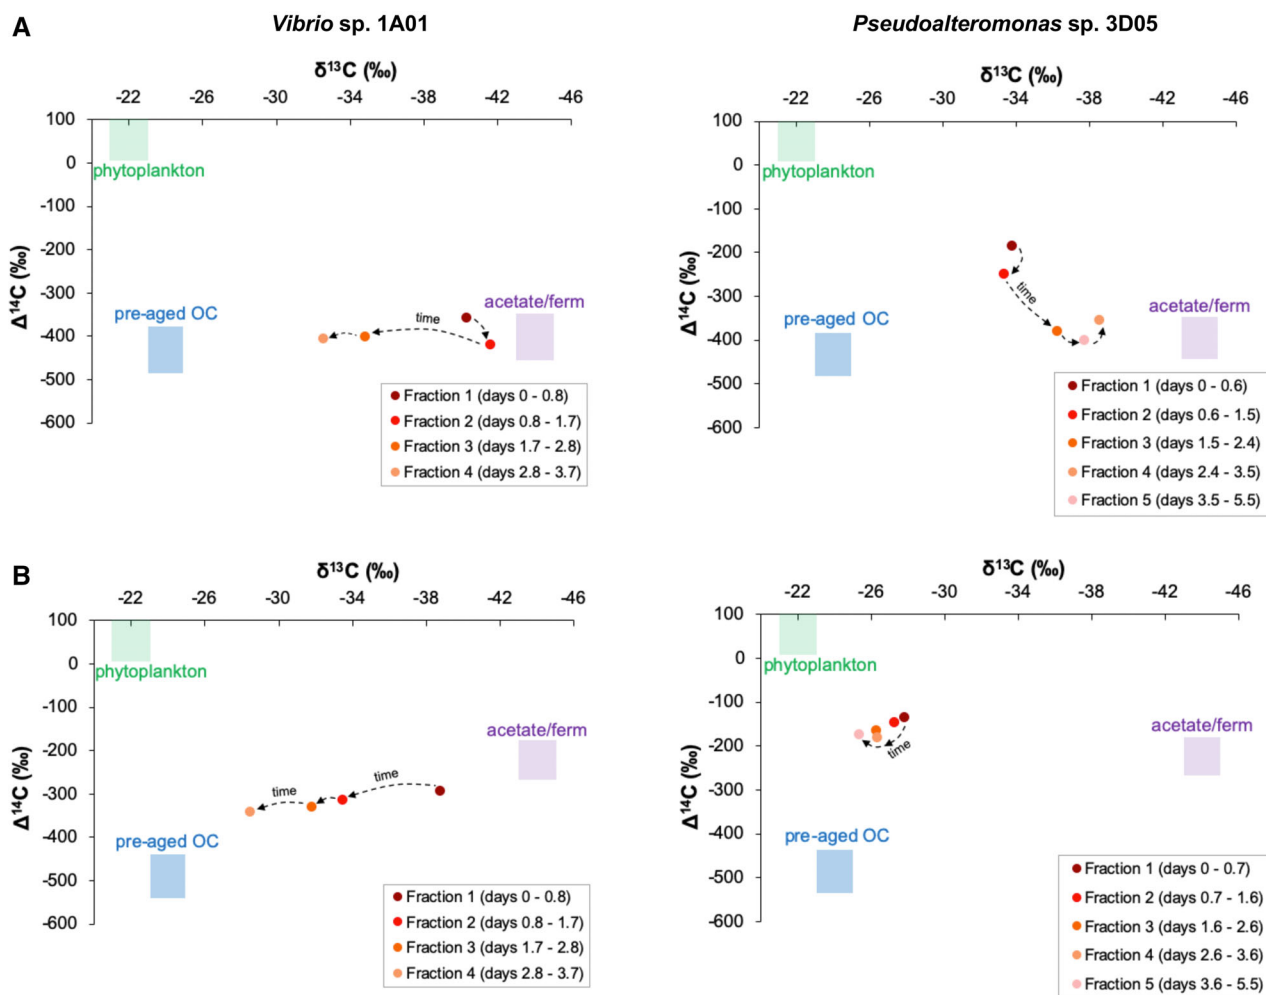 A
Vibrio sp. 1A01
Pseudoalteromonas sp. 3D05
δ¹³C (‰)
-22 -26 -30 -34 -38 -42 -46
100
0
-100
-200
-300
-400
-500
-600
Δ¹⁴C (‰)
phytoplankton
pre-aged OC
acetate/ferm
time
Fraction 1 (days 0 - 0.8)
Fraction 2 (days 0.8 - 1.7)
Fraction 3 (days 1.7 - 2.8)
Fraction 4 (days 2.8 - 3.7)
δ¹³C (‰)
-22 -26 -30 -34 -38 -42 -46
100
0
-100
-200
-300
-400
-500
-600
Δ¹⁴C (‰)
phytoplankton
pre-aged OC
acetate/ferm
time
Fraction 1 (days 0 - 0.6)
Fraction 2 (days 0.6 - 1.5)
Fraction 3 (days 1.5 - 2.4)
Fraction 4 (days 2.4 - 3.5)
Fraction 5 (days 3.5 - 5.5)
B
δ¹³C (‰)
-22 -26 -30 -34 -38 -42 -46
100
0
-100
-200
-300
-400
-500
-600
Δ¹⁴C (‰)
phytoplankton
acetate/ferm
time
time
pre-aged OC
Fraction 1 (days 0 - 0.8)
Fraction 2 (days 0.8 - 1.7)
Fraction 3 (days 1.7 - 2.8)
Fraction 4 (days 2.8 - 3.7)
δ¹³C (‰)
-22 -26 -30 -34 -38 -42 -46
100
0
-100
-200
-300
-400
-500
-600
Δ¹⁴C (‰)
phytoplankton
acetate/ferm
time
pre-aged OC
Fraction 1 (days 0 - 0.7)
Fraction 2 (days 0.7 - 1.6)
Fraction 3 (days 1.6 - 2.6)
Fraction 4 (days 2.6 - 3.6)
Fraction 5 (days 3.6 - 5.5)